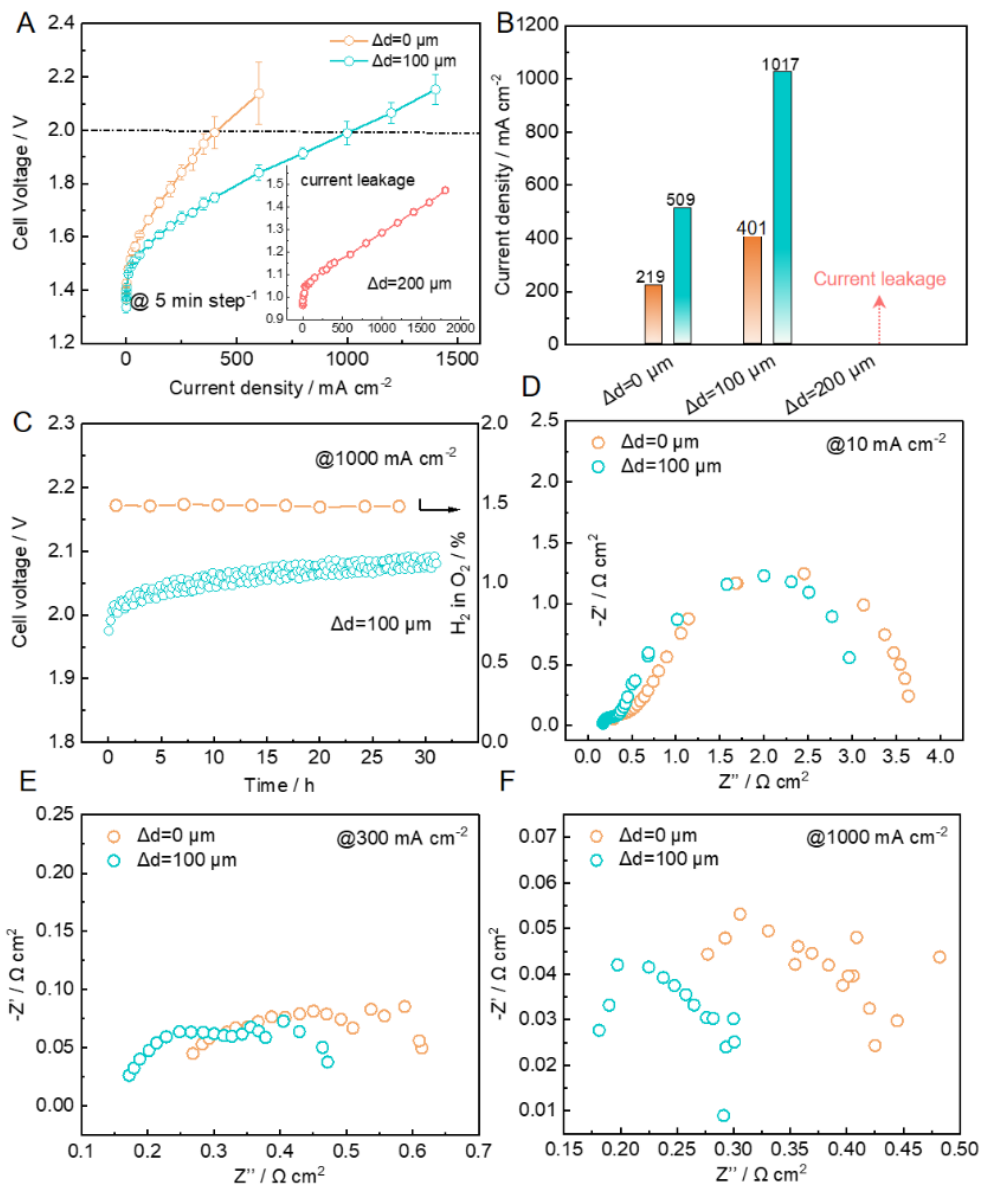 A
Δd=0 μm
Δd=100 μm
Cell Voltage / V
2.4
2.2
2.0
1.8
1.6
1.4
1.2
@ 5 min step-1
current leakage
Δd=200 μm
1.5
1.4
1.3
1.2
1.1
1.0
0.9
0 500 1000 1500 2000
0 500 1000 1500
Current density / mA cm-2
B
Current density / mA cm-2
1200
1000
800
600
400
200
0
219
509
401
1017
Current leakage
Δd=0 μm
Δd=100 μm
Δd=200 μm
C
Cell voltage / V
2.3
2.2
2.1
2.0
1.9
1.8
@1000 mA cm-2
Δd=100 μm
2.0
1.5
1.0
0.5
0.0
H2 in O2 / %
0 5 10 15 20 25 30
Time / h
D
Δd=0 μm
Δd=100 μm
@10 mA cm-2
-Z' / Ω cm2
2.5
2.0
1.5
1.0
0.5
0.0
0.0 0.5 1.0 1.5 2.0 2.5 3.0 3.5 4.0
Z'' / Ω cm2
E
Δd=0 μm
Δd=100 μm
@300 mA cm-2
-Z' / Ω cm2
0.25
0.20
0.15
0.10
0.05
0.00
0.1 0.2 0.3 0.4 0.5 0.6 0.7
Z'' / Ω cm2
F
Δd=0 μm
Δd=100 μm
@1000 mA cm-2
-Z' / Ω cm2
0.07
0.06
0.05
0.04
0.03
0.02
0.01
0.15 0.20 0.25 0.30 0.35 0.40 0.45 0.50
Z'' / Ω cm2